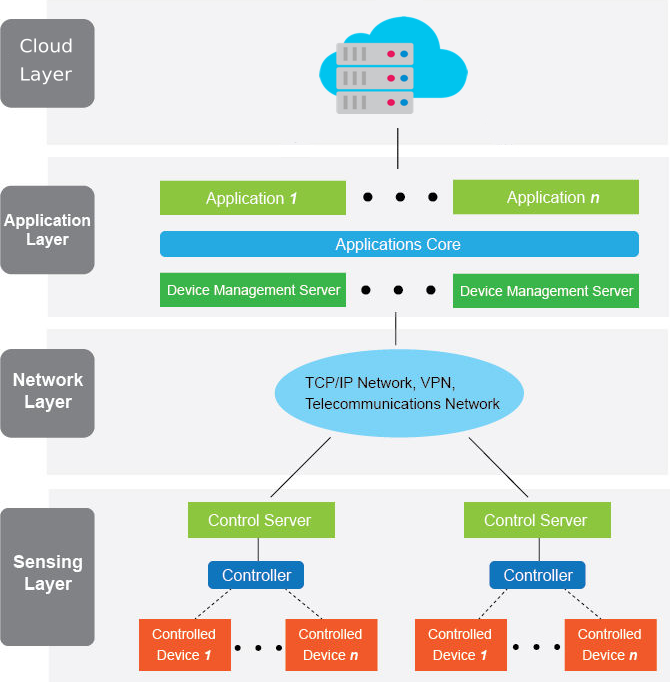 Cloud
Layer
Application 1
Application n
Application
Layer
Applications Core
Device Management Server
Device Management Server
Network
Layer
TCP/IP Network, VPN,
Telecommunications Network
Sensing
Layer
Control Server
Control Server
Controller
Controller
Controlled
Device 1
Controlled
Device n
Controlled
Device 1
Controlled
Device n